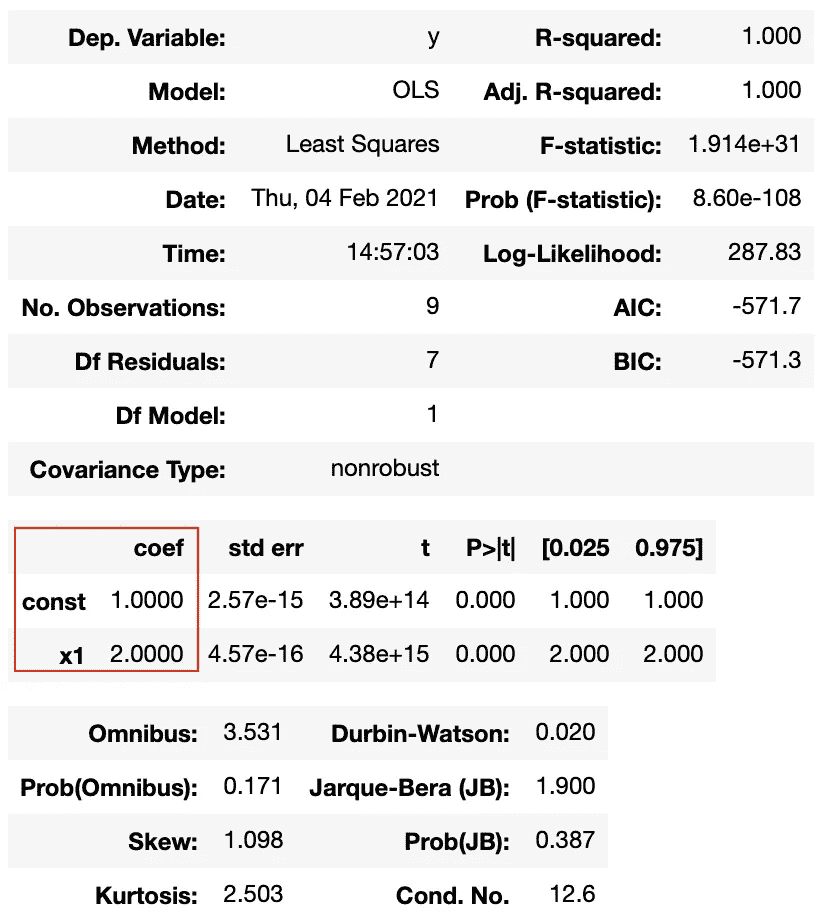 Dep. Variable: y R-squared: 1.000
Model: OLS Adj. R-squared: 1.000
Method: Least Squares F-statistic: 1.914e+31
Date: Thu, 04 Feb 2021 Prob (F-statistic): 8.60e-108
Time: 14:57:03 Log-Likelihood: 287.83
No. Observations: 9 AIC: -571.7
Df Residuals: 7 BIC: -571.3
Df Model: 1
Covariance Type: nonrobust
coef std err t P>|t| [0.025 0.975]
const 1.0000 2.57e-15 3.89e+14 0.000 1.000 1.000
x1 2.0000 4.57e-16 4.38e+15 0.000 2.000 2.000
Omnibus: 3.531 Durbin-Watson: 0.020
Prob(Omnibus): 0.171 Jarque-Bera (JB): 1.900
Skew: 1.098 Prob(JB): 0.387
Kurtosis: 2.503 Cond. No. 12.6